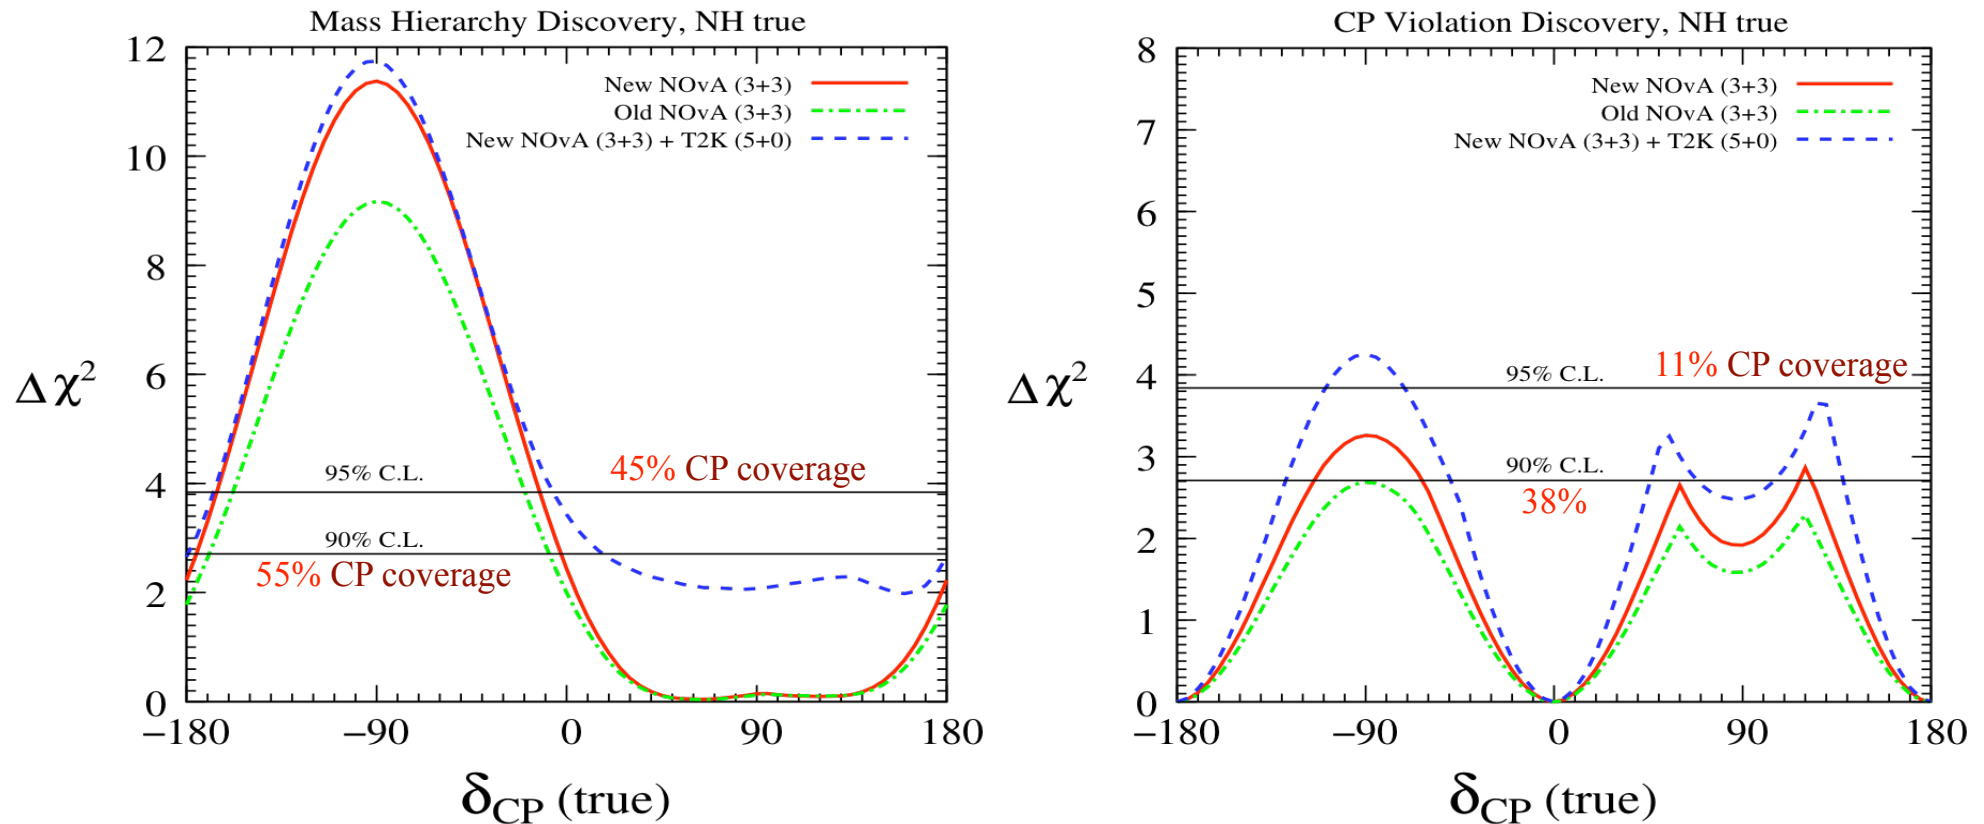 Mass Hierarchy Discovery, NH true
12
10
8
6
4
2
0
Δχ²
New NOvA (3+3)
Old NOvA (3+3)
New NOvA (3+3) + T2K (5+0)
95% C.L.
45% CP coverage
90% C.L.
55% CP coverage
−180
−90
0
90
180
δCP (true)
CP Violation Discovery, NH true
8
7
6
5
4
3
2
1
0
Δχ²
New NOvA (3+3)
Old NOvA (3+3)
New NOvA (3+3) + T2K (5+0)
95% C.L.
11% CP coverage
90% C.L.
38%
−180
−90
0
90
180
δCP (true)